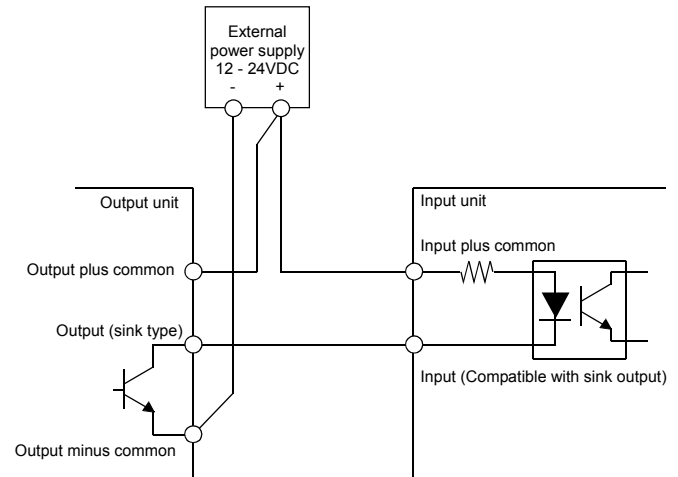 External
power supply
12 - 24VDC
- +
Output unit
Input unit
Input plus common
Output plus common
Output (sink type)
Input (Compatible with sink output)
Output minus common